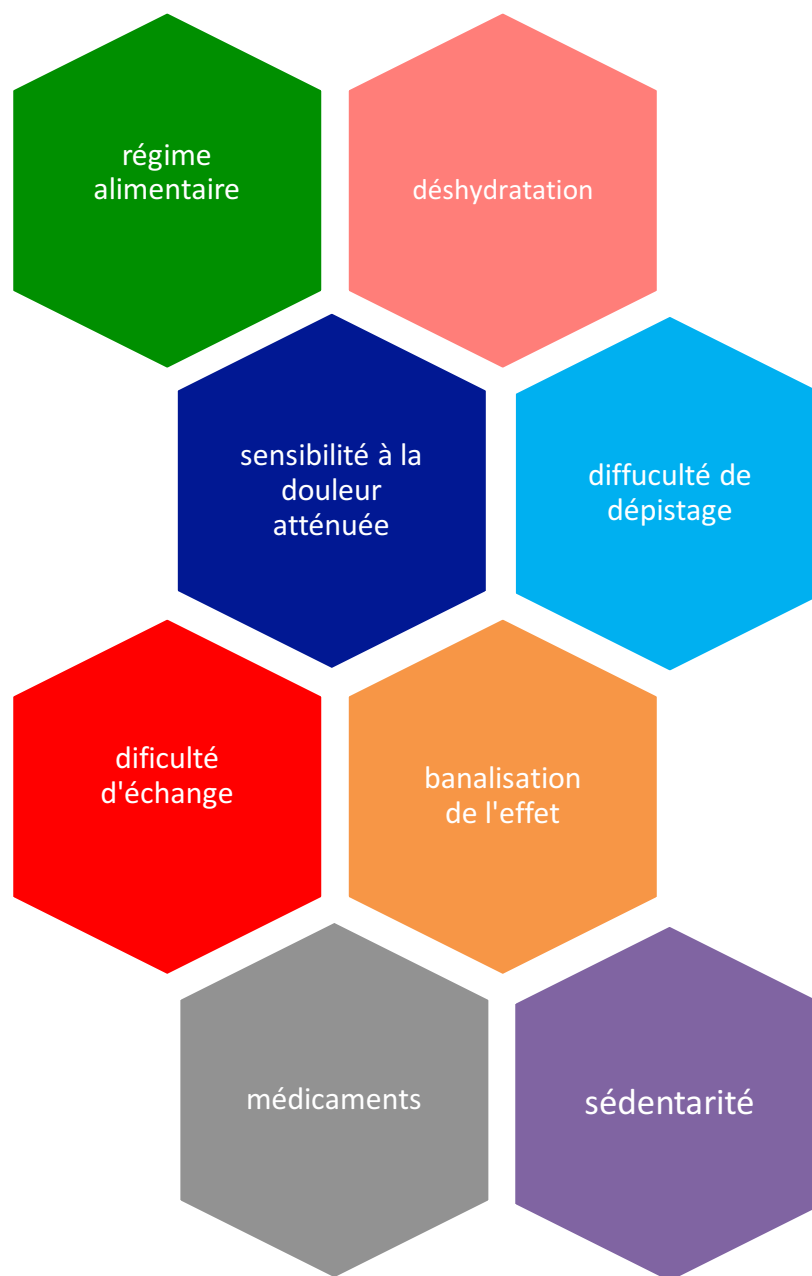 régime
alimentaire
déshydratation
sensibilité à la
douleur
atténuée
diffuculté de
dépistage
dificulté
d'échange
banalisation
de l'effet
médicaments
sédentarité